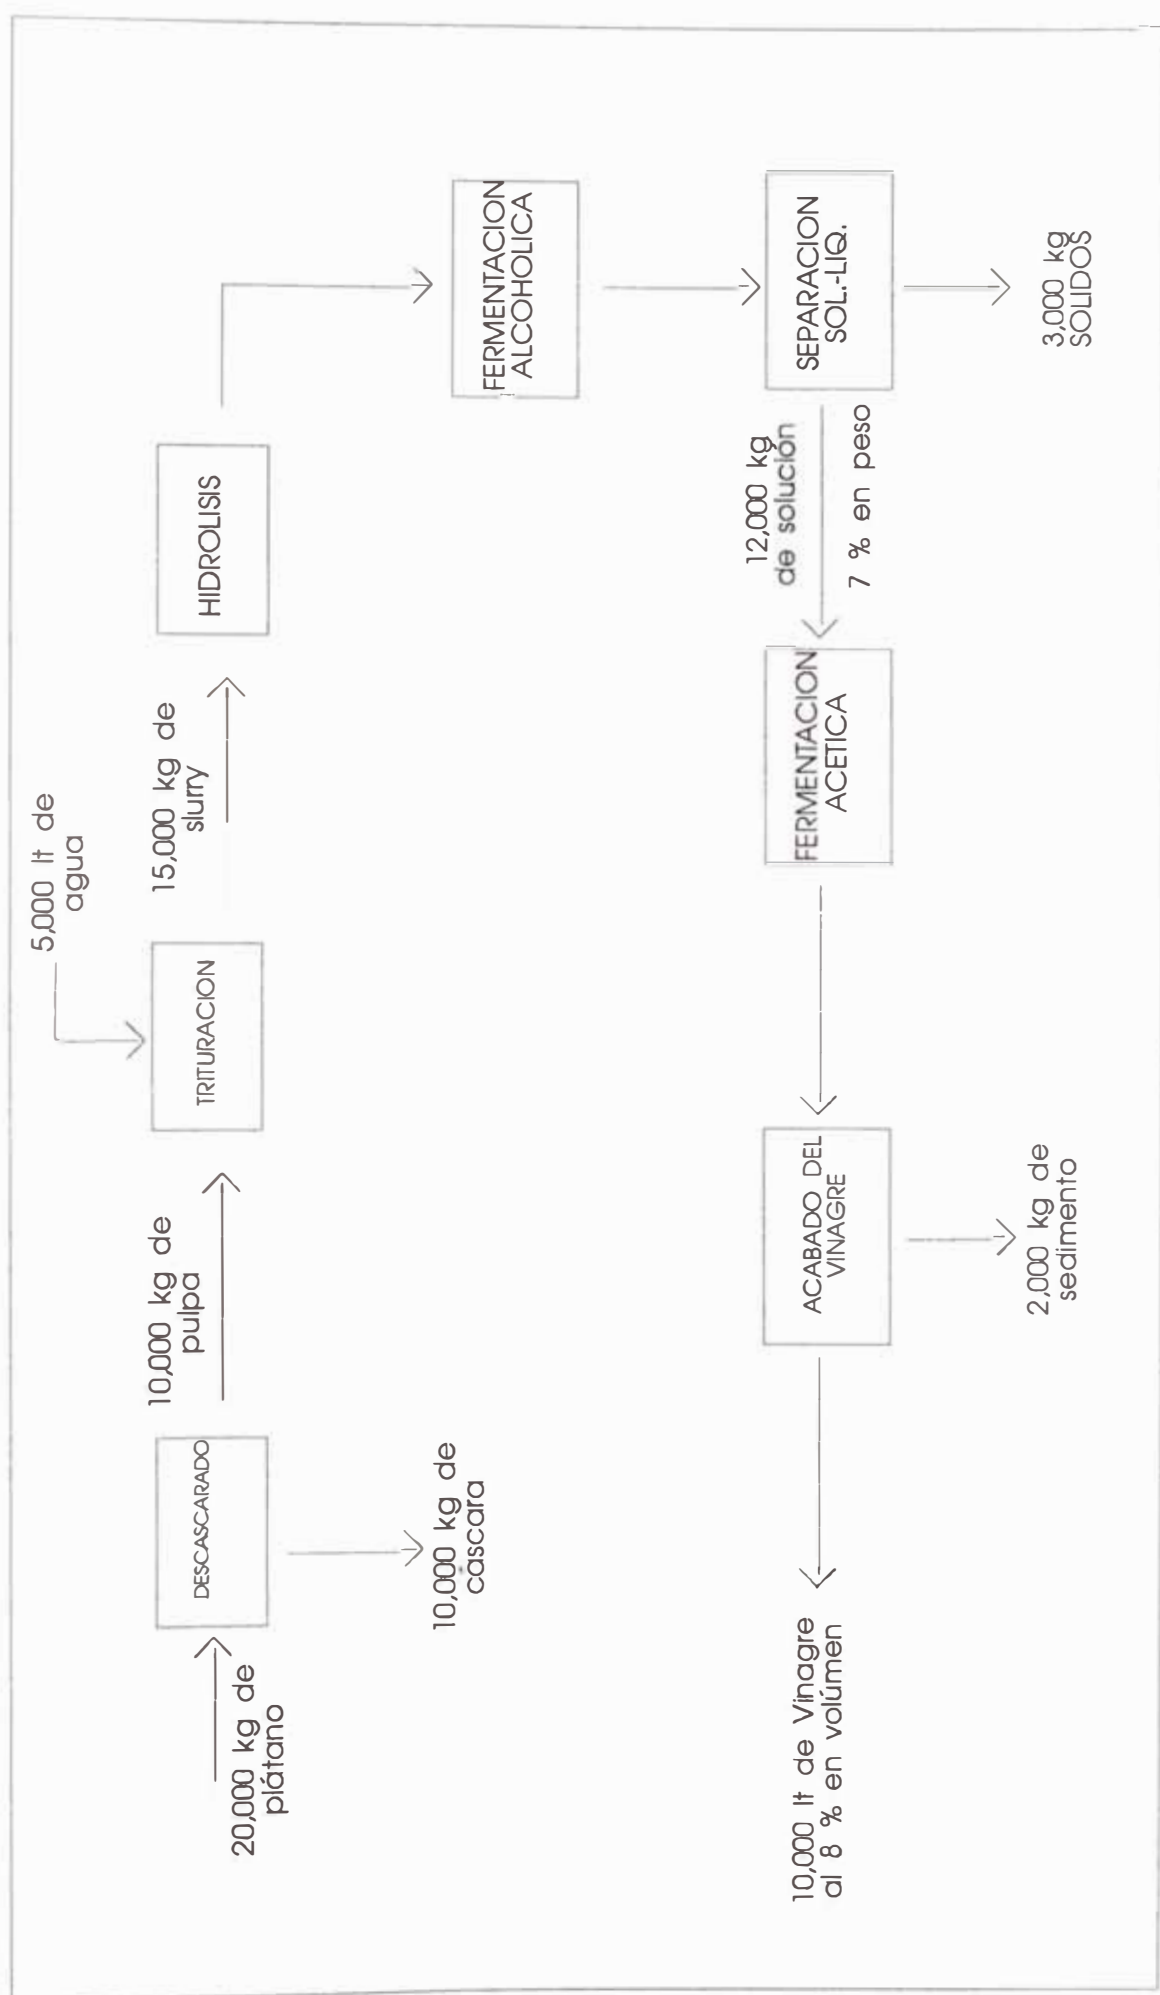 20,000 kg de
plátano
DESCASCARADO
10,000 kg de
cáscara
10,000 kg de
pulpa
5,000 lt de
agua
TRITURACION
15,000 kg de
slurry
HIDROLISIS
FERMENTACION
ALCOHOLICA
SEPARACION
SOL.-LIQ.
3,000 kg
SOLIDOS
12,000 kg
de solución
7 % en peso
FERMENTACION
ACETICA
ACABADO DEL
VINAGRE
2,000 kg de
sedimento
10,000 lt de Vinagre
al 8 % en volúmen